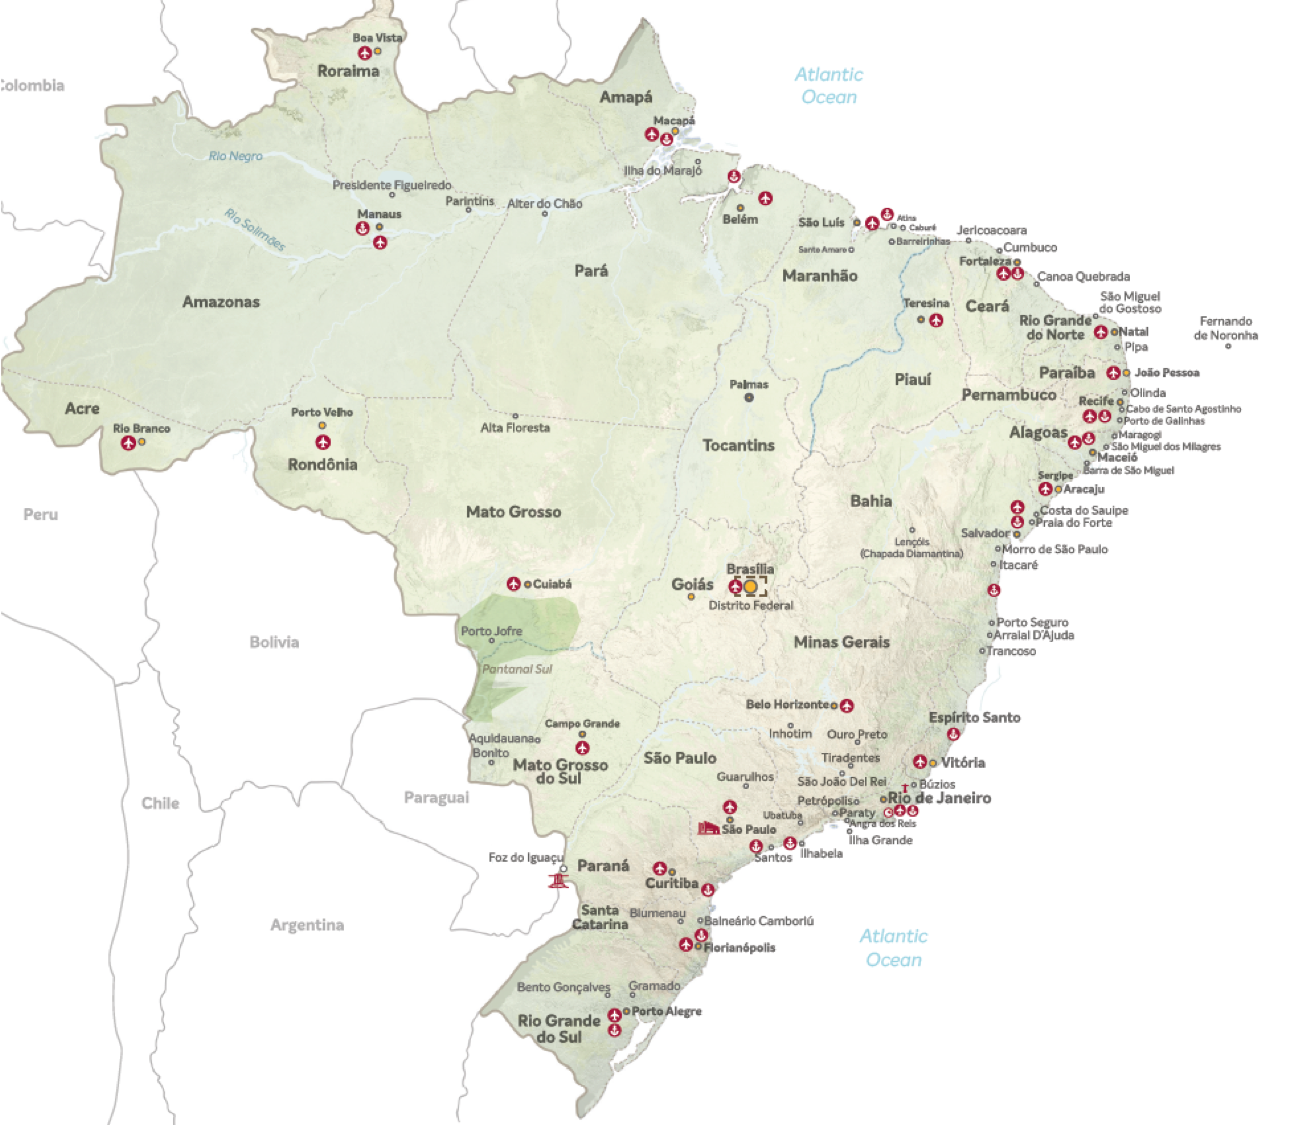 Boa Vista
Roraima
Colombia
Atlantic
Ocean
Amapá
Macapá
Rio Negro
Ilha do Marajó
Presidente Figueiredo
Parintins
Alter do Chão
Manaus
Rio Solimões
Belém
São Luís
Atins
Caburé
Barreirinhas
Santo Amaro
Jericoacoara
Cumbuco
Fortaleza
Canoa Quebrada
Pará
Maranhão
Amazonas
Teresina
Ceará
São Miguel
do Gostoso
Rio Grande
do Norte
Natal
Pipa
Fernando
de Noronha
Paraíba
João Pessoa
Piauí
Palmas
Pernambuco
Olinda
Recife
Cabo de Santo Agostinho
Porto de Galinhas
Acre
Rio Branco
Porto Velho
Rondônia
Alta Floresta
Tocantins
Alagoas
Maragogi
São Miguel dos Milagres
Maceió
Barra de São Miguel
Sergipe
Aracaju
Peru
Mato Grosso
Bahia
Costa do Sauipe
Praia do Forte
Salvador
Lençóis
(Chapada Diamantina)
Morro de São Paulo
Itacaré
Cuiabá
Goiás
Brasília
Distrito Federal
Porto Jofre
Bolivia
Minas Gerais
Porto Seguro
Arraial D'Ajuda
Trancoso
Pantanal Sul
Belo Horizonte
Espírito Santo
Campo Grande
Aquidauana
Bonito
Mato Grosso
do Sul
São Paulo
Inhotim
Ouro Preto
Tiradentes
Vitória
Guarulhos
São João Del Rei
Búzios
Chile
Paraguai
Petrópolis
Rio de Janeiro
Ubatuba
Paraty
Angra dos Reis
São Paulo
Ilha Grande
Santos
Ilhabela
Foz do Iguaçu
Paraná
Curitiba
Argentina
Santa
Catarina
Blumenau
Balneário Camboriú
Florianópolis
Atlantic
Ocean
Bento Gonçalves
Gramado
Porto Alegre
Rio Grande
do Sul